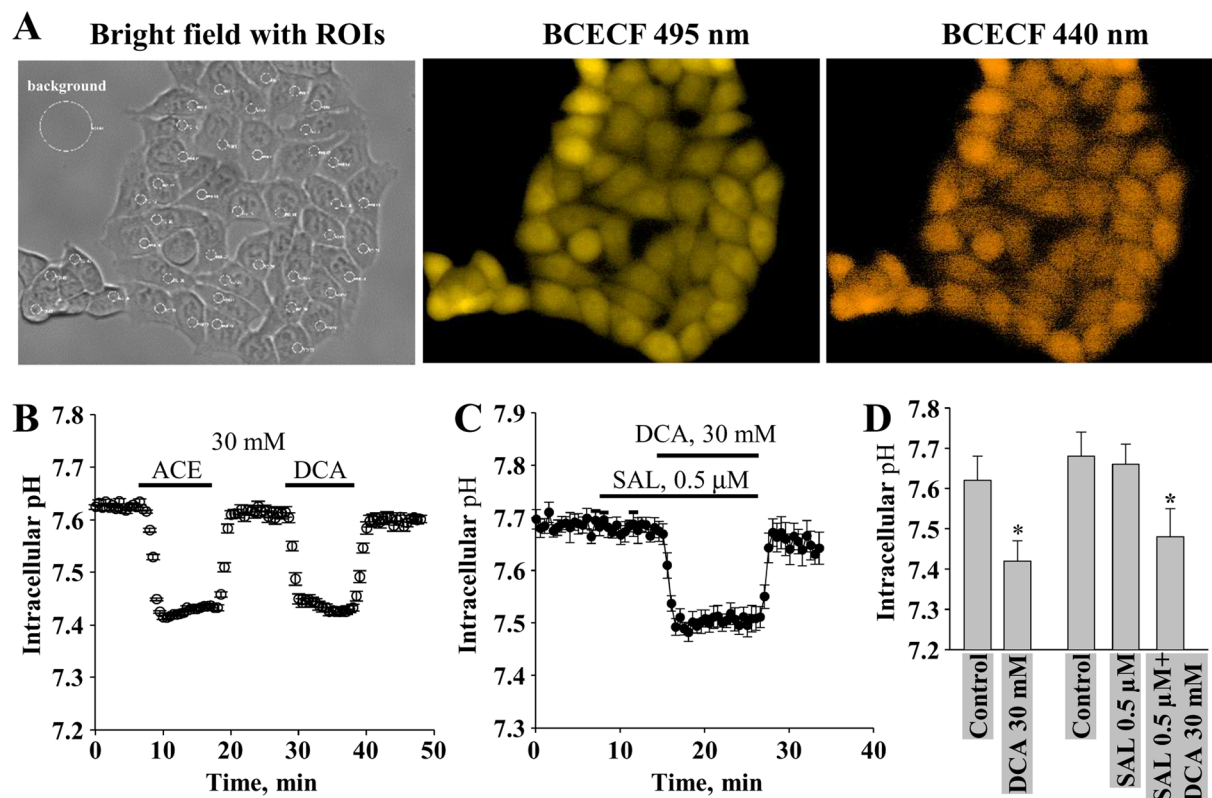 A
Bright field with ROIs
BCECF 495 nm
BCECF 440 nm
background
B
Intracellular pH
7.8
7.7
7.6
7.5
7.4
7.3
7.2
30 mM
ACE
DCA
0
10
20
30
40
50
Time, min
C
Intracellular pH
7.9
7.8
7.7
7.6
7.5
7.4
7.3
DCA, 30 mM
SAL, 0.5 µM
0
10
20
30
40
Time, min
D
Intracellular pH
7.8
7.7
7.6
7.5
7.4
7.3
7.2
*
*
Control
DCA 30 mM
Control
SAL 0.5 µM
SAL 0.5 µM+
DCA 30 mM